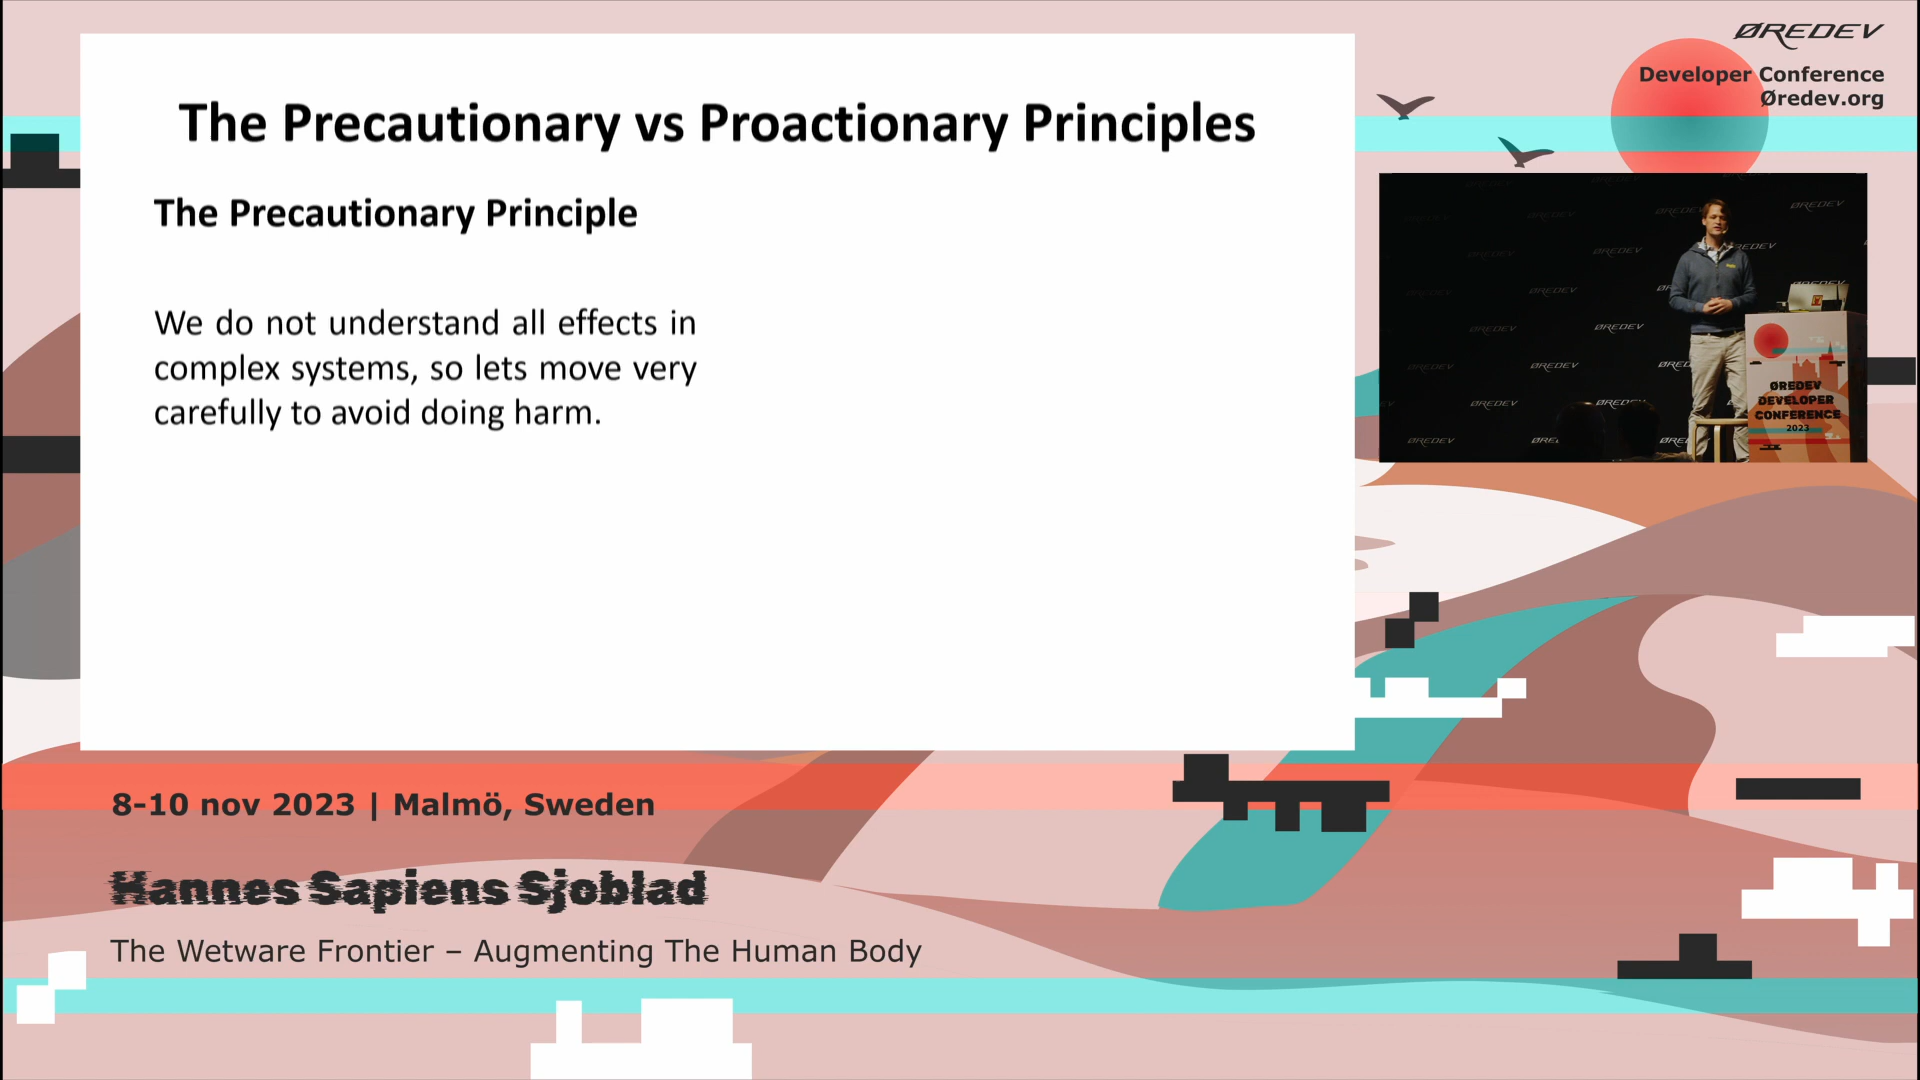 ØREDEV
Developer Conference
Øredev.org
The Precautionary vs Proactionary Principles
The Precautionary Principle
We do not understand all effects in
complex systems, so lets move very
carefully to avoid doing harm.
ØREDEV
DEVELOPER
CONFERENCE
2023
8-10 nov 2023 | Malmö, Sweden
Hannes Sapiens Sjoblad
The Wetware Frontier – Augmenting The Human Body